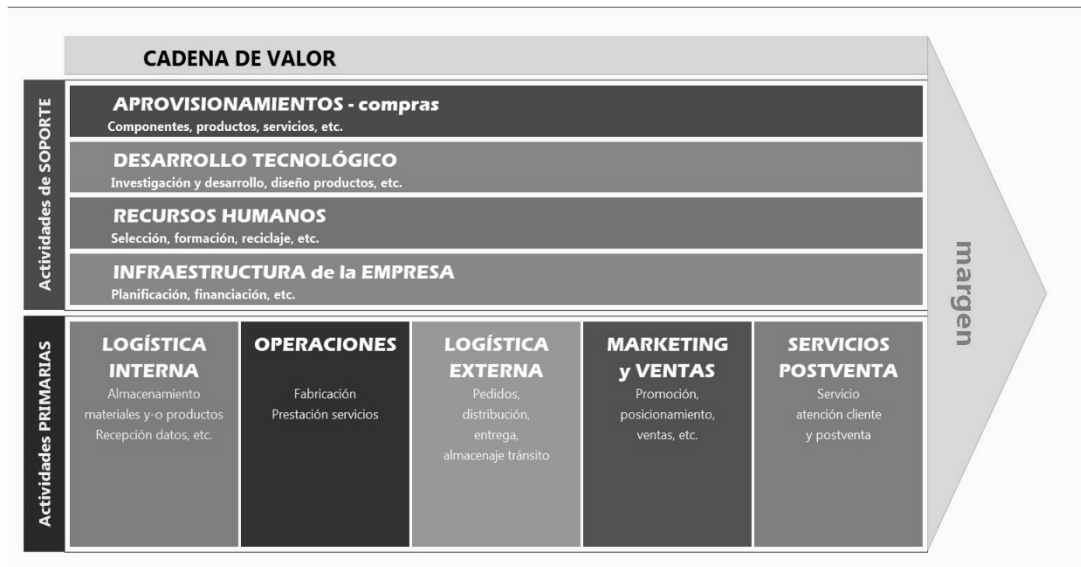 CADENA DE VALOR
Actividades de SOPORTE
APROVISIONAMIENTOS - compras
Componentes, productos, servicios, etc.
DESARROLLO TECNOLÓGICO
Investigación y desarrollo, diseño productos, etc.
RECURSOS HUMANOS
Selección, formación, reciclaje, etc.
INFRAESTRUCTURA de la EMPRESA
Planificación, financiación, etc.
Actividades PRIMARIAS
LOGÍSTICA
INTERNA
Almacenamiento
materiales y-o productos
Recepción datos, etc.
OPERACIONES
Fabricación
Prestación servicios
LOGÍSTICA
EXTERNA
Pedidos,
distribución,
entrega,
almacenaje tránsito
MARKETING
y VENTAS
Promoción,
posicionamiento,
ventas, etc.
SERVICIOS
POSTVENTA
Servicio
atención cliente
y postventa
margen